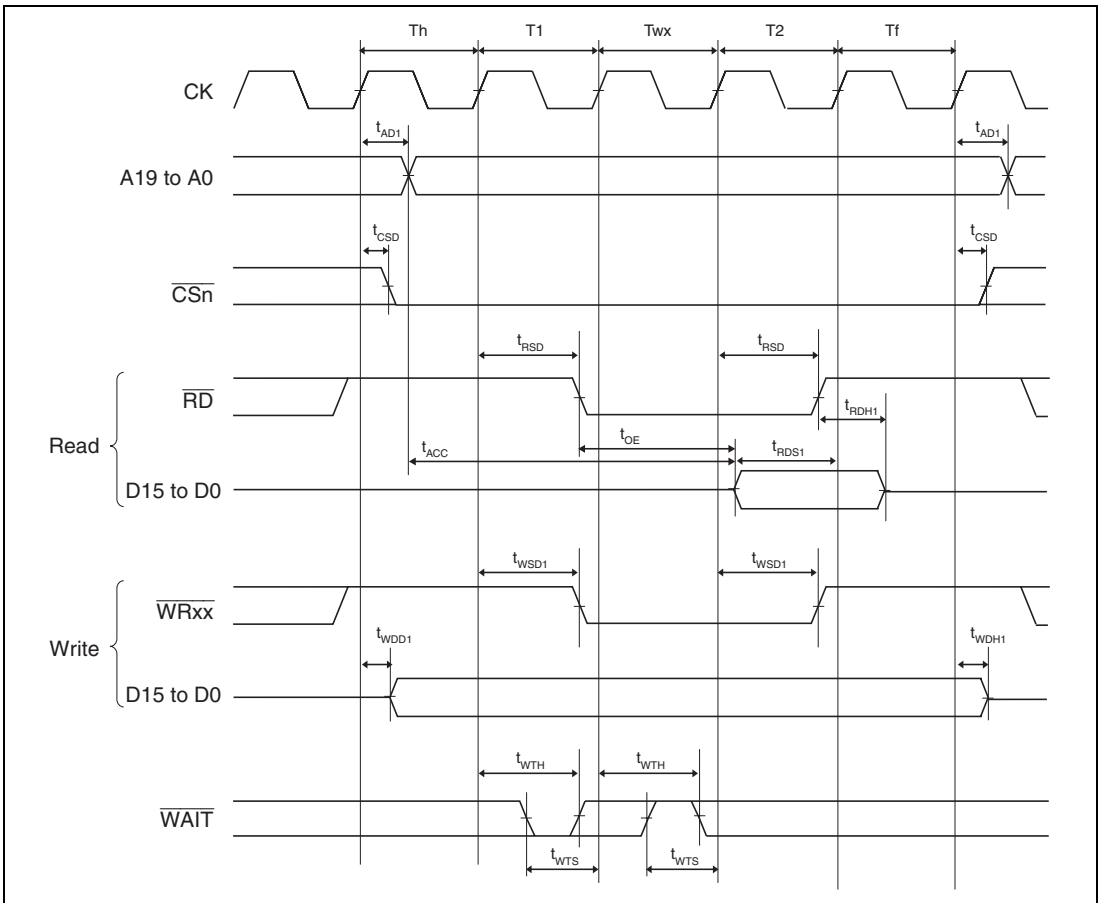 Th T1 Twx T2 Tf
CK
tAD1 tAD1
A19 to A0
tCSD tCSD
CSn
tRSD tRSD
RD
tRDH1
Read
tOE
tACC tRDS1
D15 to D0
tWSD1 tWSD1
WRxx
Write
tWDD1 tWDH1
D15 to D0
tWTH tWTH
WAIT
tWTS tWTS